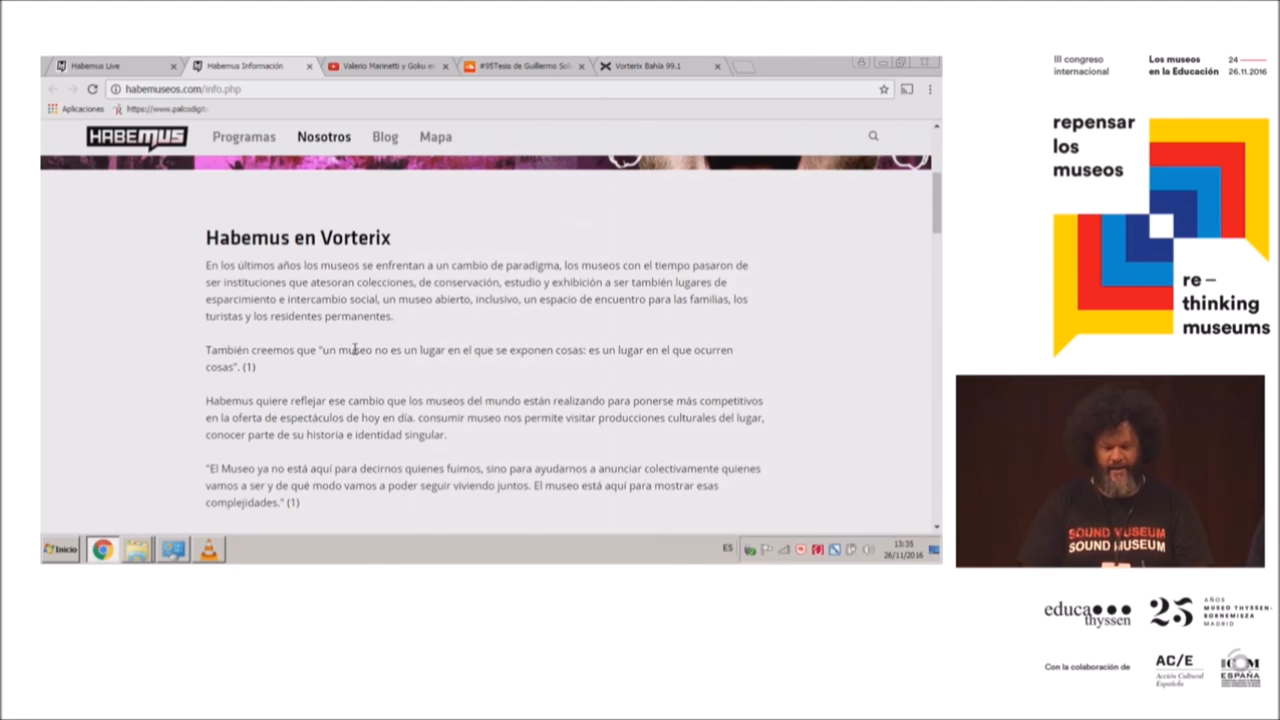 Habemus Live
Habemus Información
Valerio Marinetti y Goku e
#95Tesis de Guillermo Sol
Vorterix Bahía 99.1
habemuseos.com/info.php
Aplicaciones
https://www.palcodigit
HABEMUS
Programas
Nosotros
Blog
Mapa
Habemus en Vorterix
En los últimos años los museos se enfrentan a un cambio de paradigma, los museos con el tiempo pasaron de
ser instituciones que atesoran colecciones, de conservación, estudio y exhibición a ser también lugares de
esparcimiento e intercambio social, un museo abierto, inclusivo, un espacio de encuentro para las familias, los
turistas y los residentes permanentes.
También creemos que "un museo no es un lugar en el que se exponen cosas: es un lugar en el que ocurren
cosas". (1)
Habemus quiere reflejar ese cambio que los museos del mundo están realizando para ponerse más competitivos
en la oferta de espectáculos de hoy en día. consumir museo nos permite visitar producciones culturales del lugar,
conocer parte de su historia e identidad singular.
"El Museo ya no está aquí para decirnos quienes fuimos, sino para ayudarnos a anunciar colectivamente quienes
vamos a ser y de qué modo vamos a poder seguir viviendo juntos. El museo está aquí para mostrar esas
complejidades." (1)
Inicio
ES
13:35
26/11/2016
III congreso
internacional
Los museos
en la Educación
24
26.11.2016
repensar
los
museos
re –
thinking
museums
SOUND MUSEUM
SOUND MUSEUM
educa
thyssen
25
AÑOS
MUSEO THYSSEN-
BORNEMISZA
MADRID
Con la colaboración de
AC/E
Acción Cultural
Española
ICOM
ESPAÑA